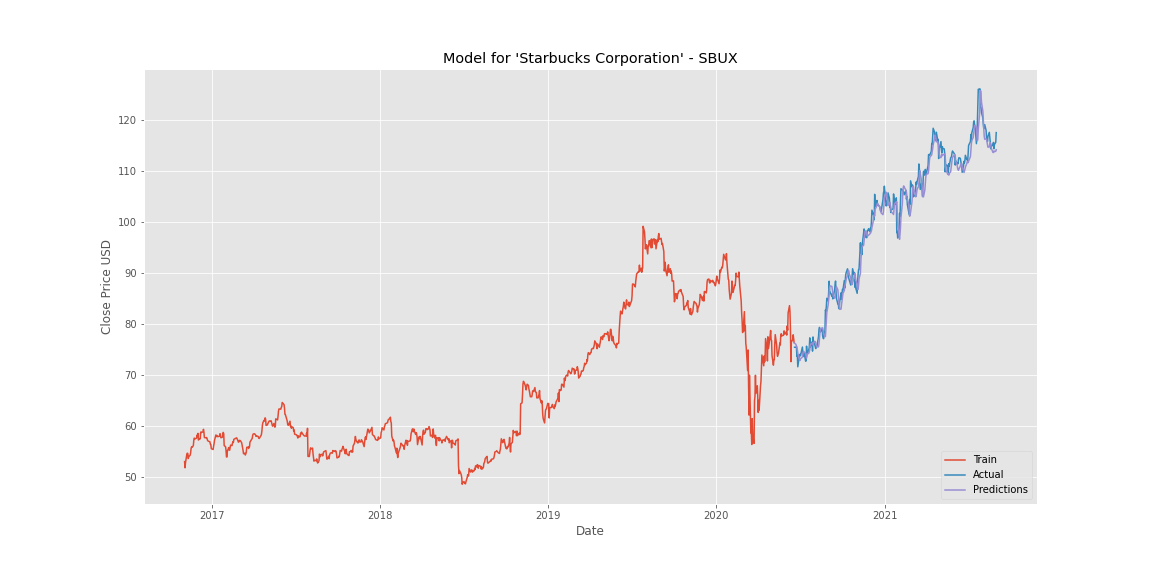 Model for 'Starbucks Corporation' - SBUX
120
110
100
90
80
70
60
50
Close Price USD
2017 2018 2019 2020 2021
Date
Train
Actual
Predictions